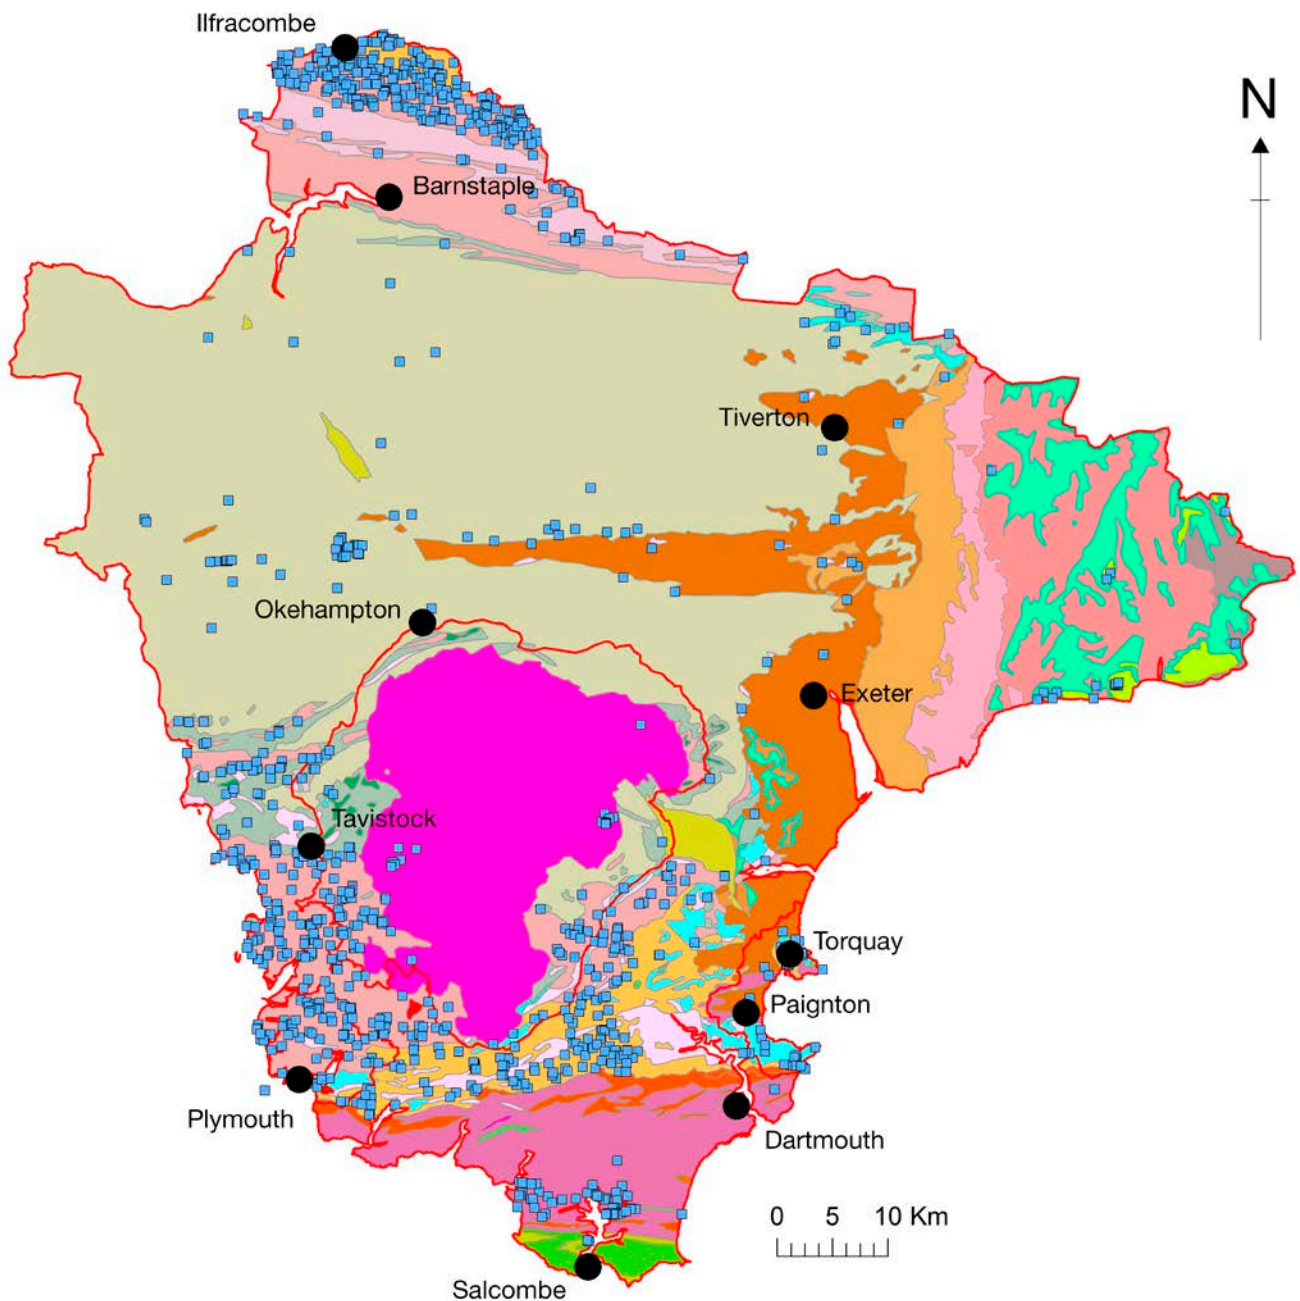 Ilfracombe
N
Barnstaple
Tiverton
Okehampton
Exeter
Tavistock
Torquay
Paignton
Plymouth
Dartmouth
0 5 10 Km
Salcombe